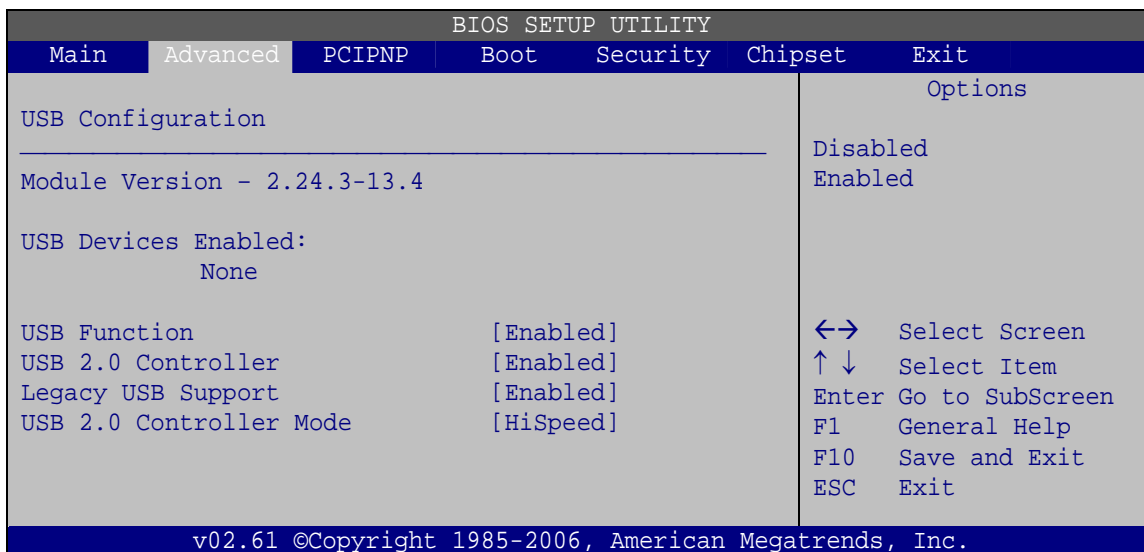 BIOS SETUP UTILITY
Main Advanced PCIPNP Boot Security Chipset Exit
USB Configuration
Module Version – 2.24.3-13.4
USB Devices Enabled:
None
USB Function [Enabled]
USB 2.0 Controller [Enabled]
Legacy USB Support [Enabled]
USB 2.0 Controller Mode [HiSpeed]
Options
Disabled
Enabled
←→ Select Screen
↑ ↓ Select Item
Enter Go to SubScreen
F1 General Help
F10 Save and Exit
ESC Exit
v02.61 ©Copyright 1985-2006, American Megatrends, Inc.